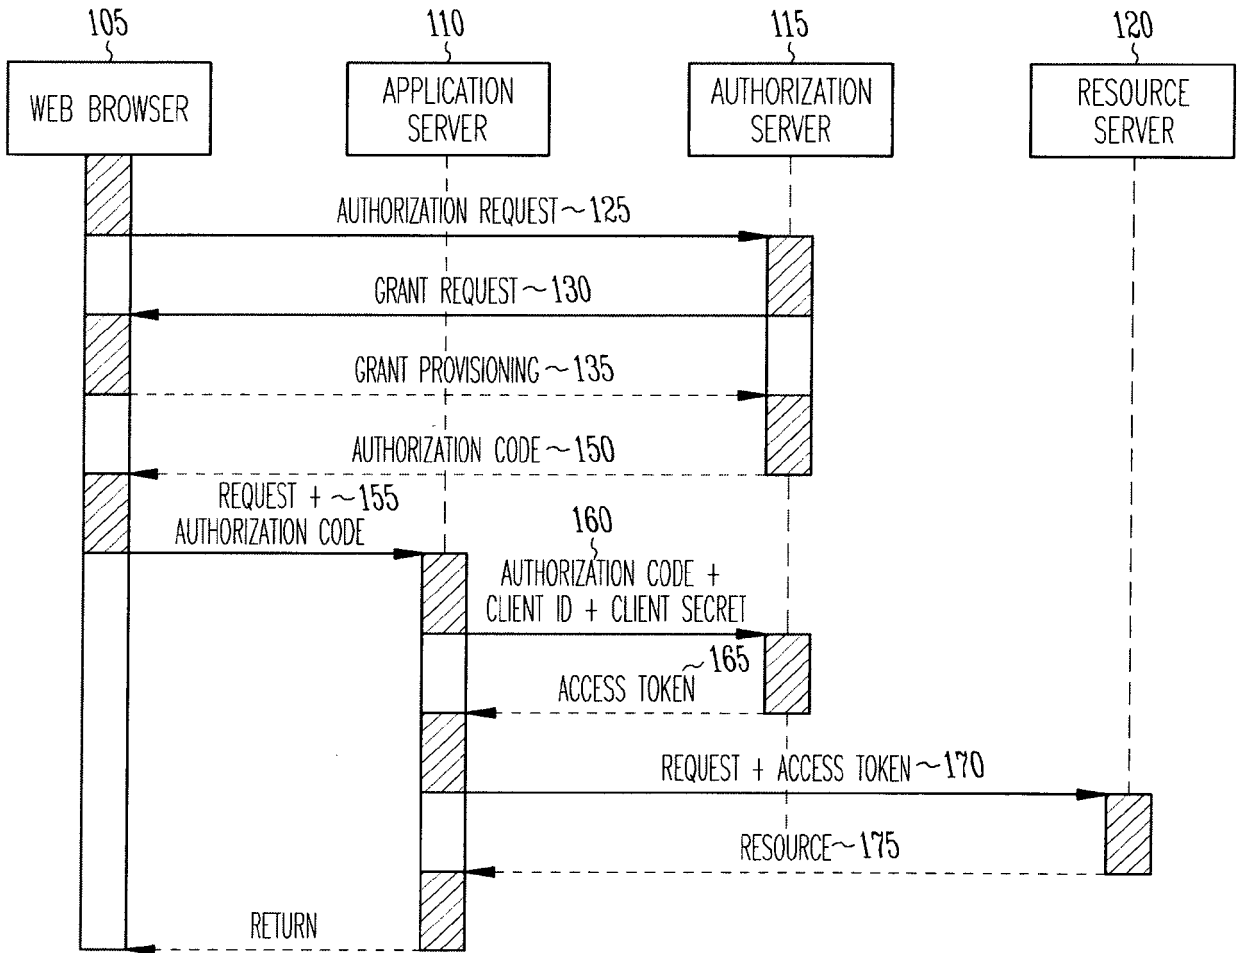 105
110
115
120
WEB BROWSER
APPLICATION
SERVER
AUTHORIZATION
SERVER
RESOURCE
SERVER
AUTHORIZATION REQUEST~125
GRANT REQUEST~130
GRANT PROVISIONING~135
AUTHORIZATION CODE~150
REQUEST + ~155
AUTHORIZATION CODE
160
AUTHORIZATION CODE +
CLIENT ID + CLIENT SECRET
~165
ACCESS TOKEN
REQUEST + ACCESS TOKEN~170
RESOURCE~175
RETURN